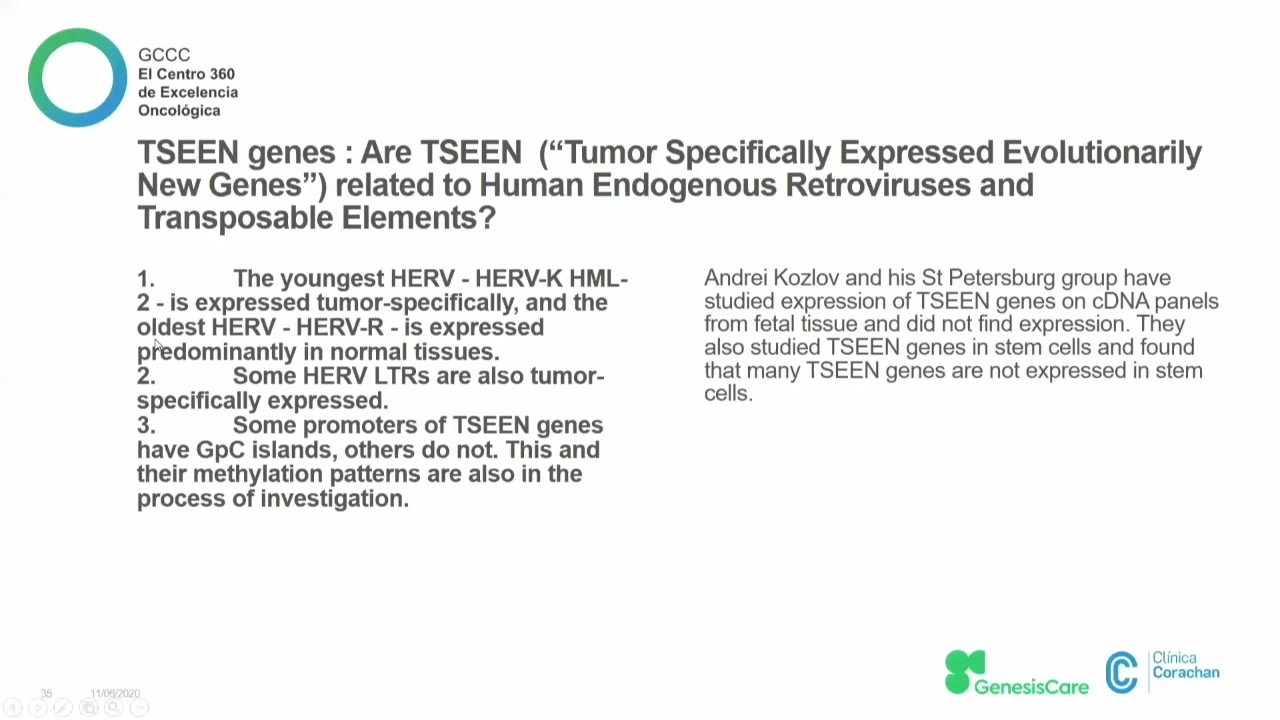 GCCC
El Centro 360
de Excelencia
Oncológica
TSEEN genes : Are TSEEN (“Tumor Specifically Expressed Evolutionarily
New Genes”) related to Human Endogenous Retroviruses and
Transposable Elements?
1. The youngest HERV - HERV-K HML-
2 - is expressed tumor-specifically, and the
oldest HERV - HERV-R - is expressed
predominantly in normal tissues.
2. Some HERV LTRs are also tumor-
specifically expressed.
3. Some promoters of TSEEN genes
have GpC islands, others do not. This and
their methylation patterns are also in the
process of investigation.
Andrei Kozlov and his St Petersburg group have
studied expression of TSEEN genes on cDNA panels
from fetal tissue and did not find expression. They
also studied TSEEN genes in stem cells and found
that many TSEEN genes are not expressed in stem
cells.
GenesisCare
Clínica
Corachan
35
11/06/2020